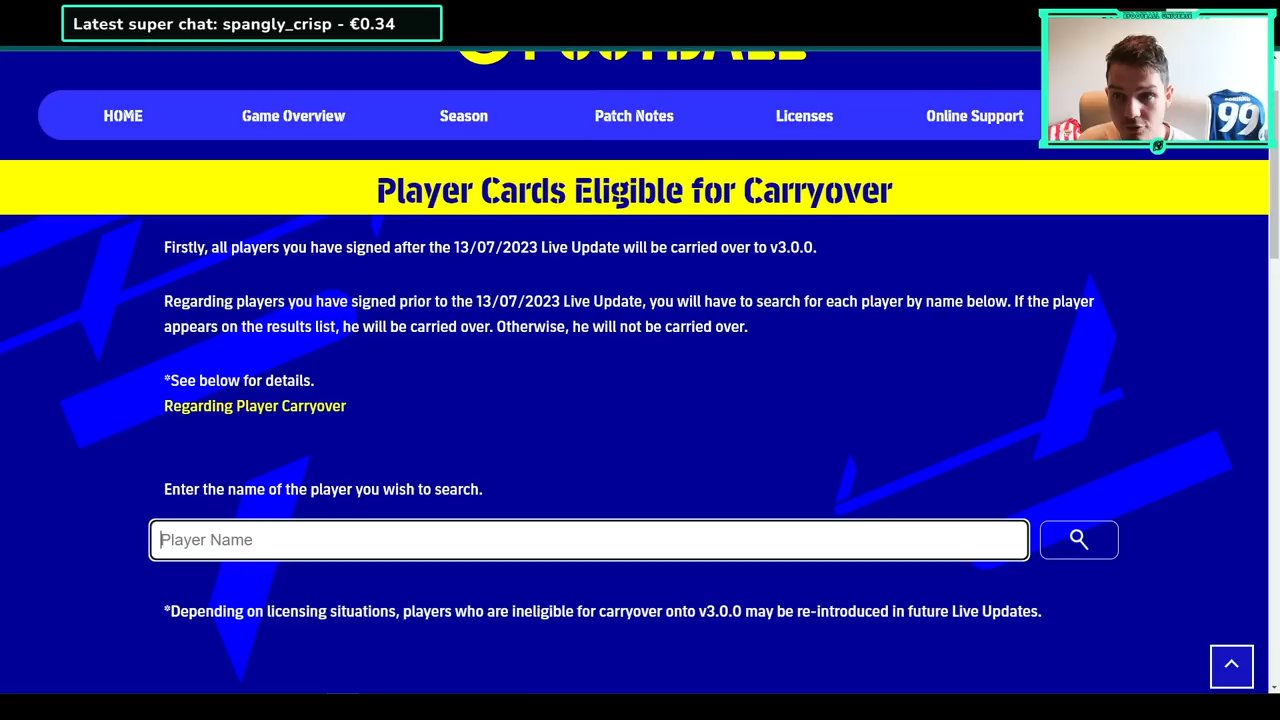 Latest super chat: spangly_crisp - €0.34
FOOTBALL UNIVERSE
FOOTBALL
HOME
Game Overview
Season
Patch Notes
Licenses
Online Support
99
Player Cards Eligible for Carryover
Firstly, all players you have signed after the 13/07/2023 Live Update will be carried over to v3.0.0.
Regarding players you have signed prior to the 13/07/2023 Live Update, you will have to search for each player by name below. If the player
appears on the results list, he will be carried over. Otherwise, he will not be carried over.
*See below for details.
Regarding Player Carryover
Enter the name of the player you wish to search.
Player Name
*Depending on licensing situations, players who are ineligible for carryover onto v3.0.0 may be re-introduced in future Live Updates.